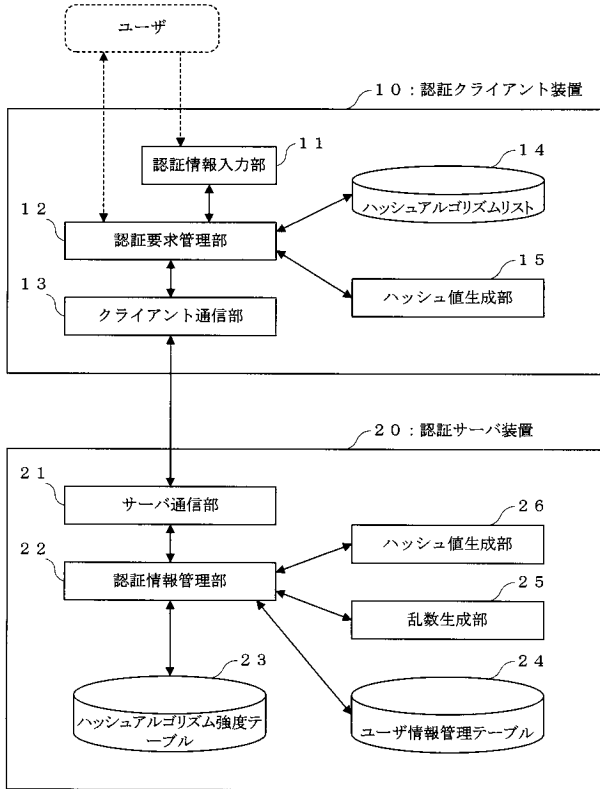 ユーザ
10:認証クライアント装置
11
認証情報入力部
14
ハッシュアルゴリズムリスト
12
認証要求管理部
15
ハッシュ値生成部
13
クライアント通信部
20:認証サーバ装置
21
サーバ通信部
26
ハッシュ値生成部
22
認証情報管理部
25
乱数生成部
23
ハッシュアルゴリズム強度テ
ーブル
24
ユーザ情報管理テーブル